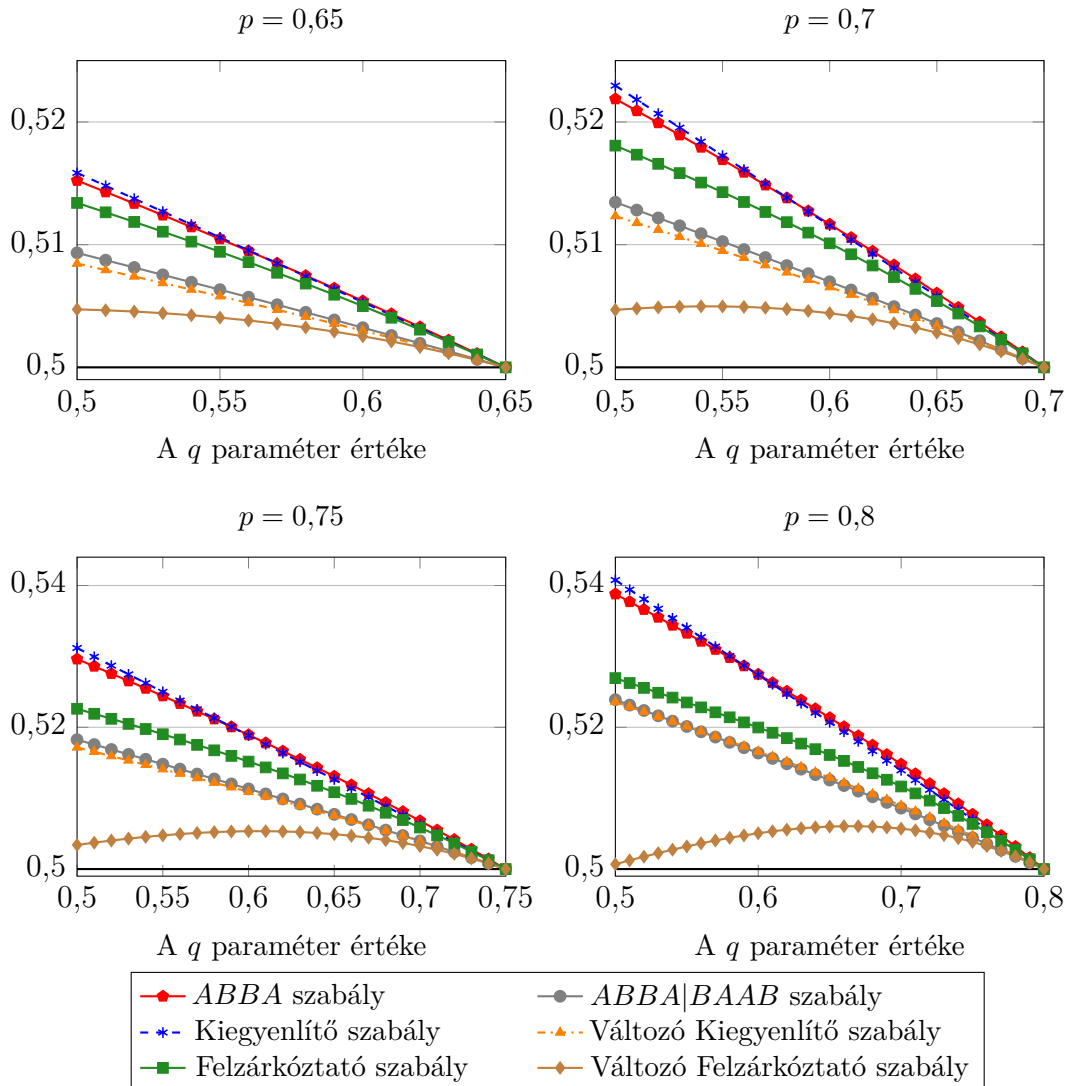 p = 0,65
0,52
0,51
0,5
0,5 0,55 0,6 0,65
A q paraméter értéke
p = 0,7
0,52
0,51
0,5
0,5 0,55 0,6 0,65 0,7
A q paraméter értéke
p = 0,75
0,54
0,52
0,5
0,5 0,55 0,6 0,65 0,7 0,75
A q paraméter értéke
p = 0,8
0,54
0,52
0,5
0,5 0,6 0,7 0,8
A q paraméter értéke
ABBA szabály
ABBA|BAAB szabály
Kiegyenlítő szabály
Változó Kiegyenlítő szabály
Felzárkóztató szabály
Változó Felzárkóztató szabály